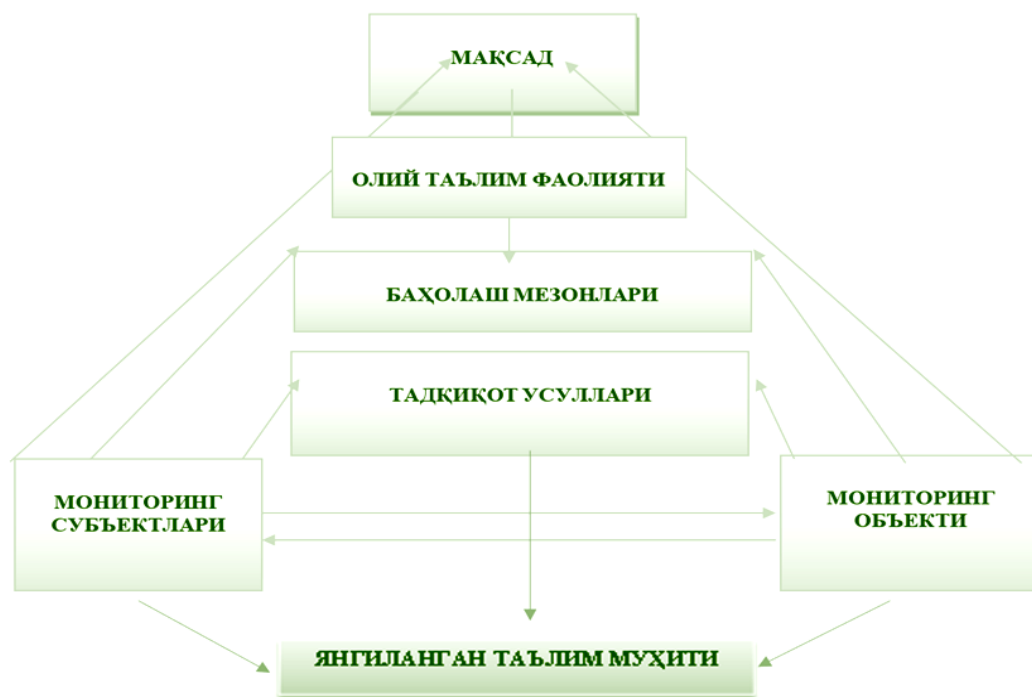 МАҚСАД
ОЛИЙ ТАЪЛИМ ФАОЛИЯТИ
БАҲОЛАШ МЕЗОНЛАРИ
ТАДҚИҚОТ УСУЛЛАРИ
МОНИТОРИНГ
СУБЪЕКТЛАРИ
МОНИТОРИНГ
ОБЪЕКТИ
ЯНГИЛАНГАН ТАЪЛИМ МУҲИТИ